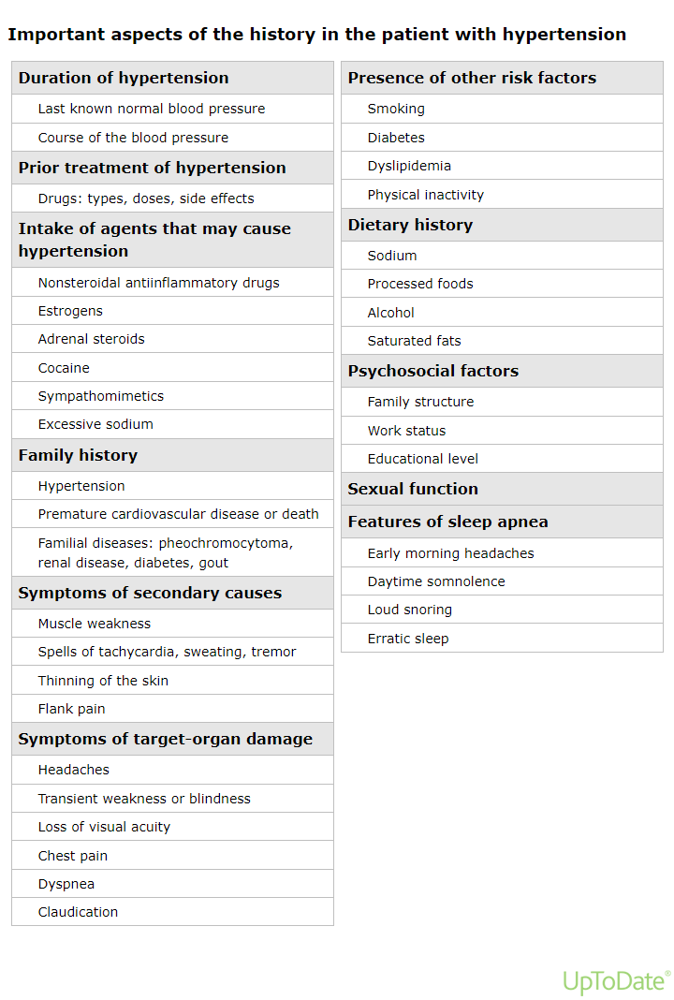 Important aspects of the history in the patient with hypertension
Duration of hypertension
Last known normal blood pressure
Course of the blood pressure
Prior treatment of hypertension
Drugs: types, doses, side effects
Intake of agents that may cause
hypertension
Nonsteroidal antiinflammatory drugs
Estrogens
Adrenal steroids
Cocaine
Sympathomimetics
Excessive sodium
Family history
Hypertension
Premature cardiovascular disease or death
Familial diseases: pheochromocytoma,
renal disease, diabetes, gout
Symptoms of secondary causes
Muscle weakness
Spells of tachycardia, sweating, tremor
Thinning of the skin
Flank pain
Symptoms of target-organ damage
Headaches
Transient weakness or blindness
Loss of visual acuity
Chest pain
Dyspnea
Claudication
Presence of other risk factors
Smoking
Diabetes
Dyslipidemia
Physical inactivity
Dietary history
Sodium
Processed foods
Alcohol
Saturated fats
Psychosocial factors
Family structure
Work status
Educational level
Sexual function
Features of sleep apnea
Early morning headaches
Daytime somnolence
Loud snoring
Erratic sleep
UpToDate®